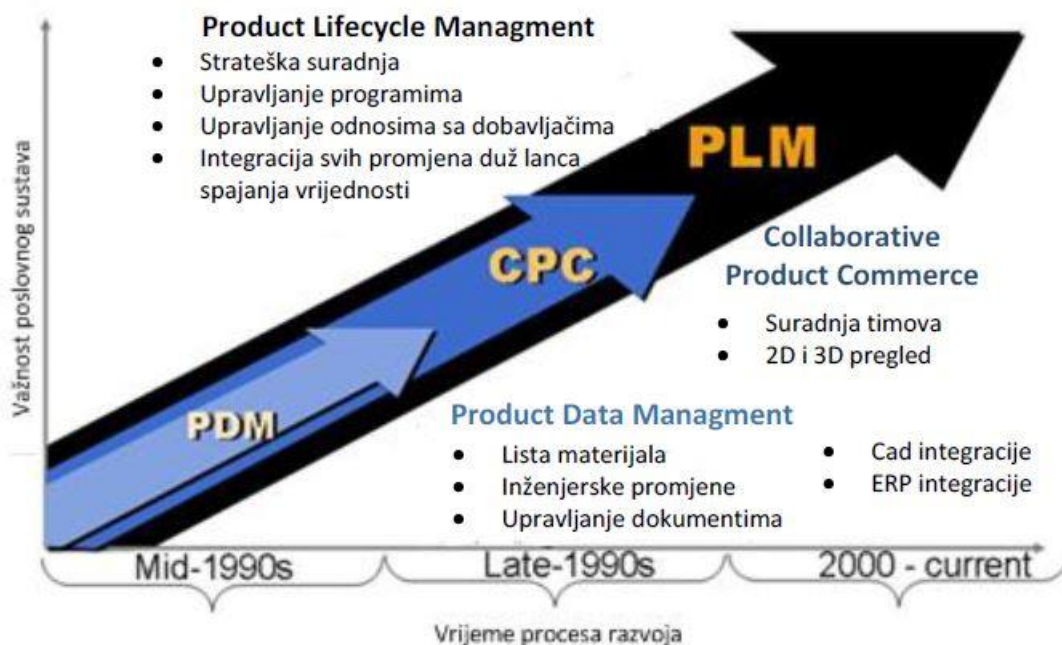 Product Lifecycle Managment
• Strateška suradnja
• Upravljanje programima
• Upravljanje odnosima sa dobavljačima
• Integracija svih promjena duž lanca
spajanja vrijednosti
PLM
CPC
PDM
Collaborative
Product Commerce
• Suradnja timova
• 2D i 3D pregled
Product Data Managment
• Lista materijala
• Inženjerske promjene
• Upravljanje dokumentima
• Cad integracije
• ERP integracije
Važnost poslovnog sustava
Mid-1990s
Late-1990s
2000 - current
Vrijeme procesa razvoja